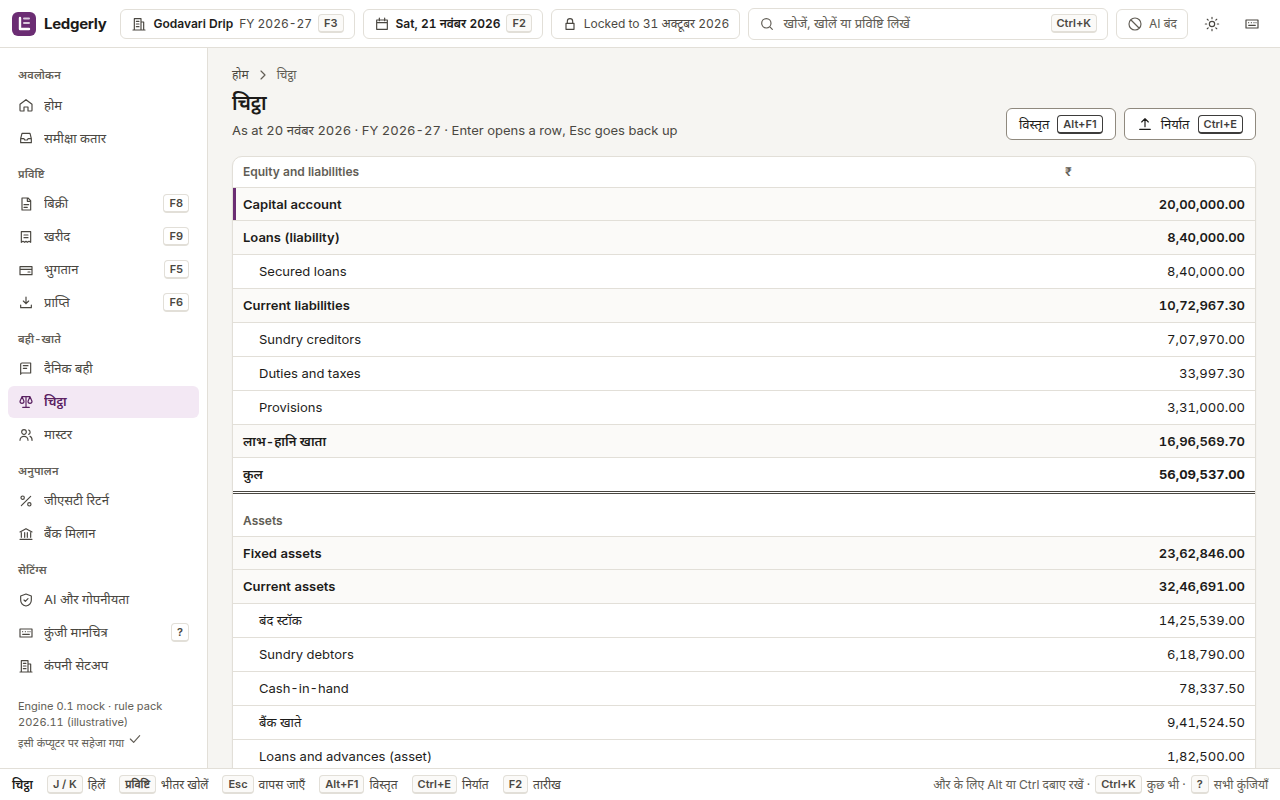 Ledgerly
Godavari Drip FY 2026-27 F3
Sat, 21 नवंबर 2026 F2
Locked to 31 अक्टूबर 2026
खोजें, खोलें या प्रविष्टि लिखें Ctrl+K
AI बंद
अवलोकन
होम
समीक्षा कतार
प्रविष्टि
बिक्री F8
खरीद F9
भुगतान F5
प्राप्ति F6
बही-खाते
दैनिक बही
चिट्ठा
मास्टर
अनुपालन
जीएसटी रिटर्न
बैंक मिलान
सेटिंग्स
AI और गोपनीयता
कुंजी मानचित्र ?
कंपनी सेटअप
Engine 0.1 mock · rule pack
2026.11 (illustrative)
इसी कंप्यूटर पर सहेजा गया
होम > चिट्ठा
चिट्ठा
As at 20 नवंबर 2026 · FY 2026-27 · Enter opens a row, Esc goes back up
विस्तृत Alt+F1
निर्यात Ctrl+E
Equity and liabilities ₹
Capital account 20,00,000.00
Loans (liability) 8,40,000.00
Secured loans 8,40,000.00
Current liabilities 10,72,967.30
Sundry creditors 7,07,970.00
Duties and taxes 33,997.30
Provisions 3,31,000.00
लाभ-हानि खाता 16,96,569.70
कुल 56,09,537.00
Assets
Fixed assets 23,62,846.00
Current assets 32,46,691.00
बंद स्टॉक 14,25,539.00
Sundry debtors 6,18,790.00
Cash-in-hand 78,337.50
बैंक खाते 9,41,524.50
Loans and advances (asset) 1,82,500.00
चिट्ठा J / K हिलें प्रविष्टि भीतर खोलें Esc वापस जाएँ Alt+F1 विस्तृत Ctrl+E निर्यात F2 तारीख
और के लिए Alt या Ctrl दबाए रखें · Ctrl+K कुछ भी · ? सभी कुंजियाँ